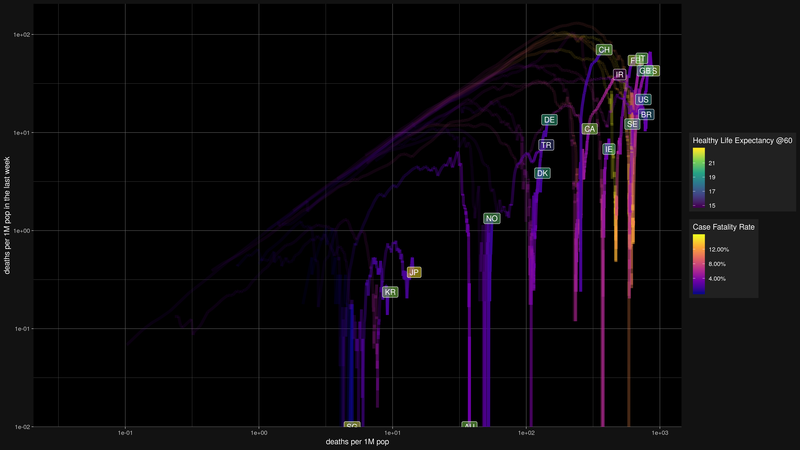 1e+02
CH
IT
GB
IR
US
BR
DE
CA
SE
1e+01
TR
IE
DK
NO
1e+00
JP
KR
1e-01
1e-02
SG
AU
1e-01
1e+00
1e+01
1e+02
1e+03
deaths per 1M pop
deaths per 1M pop in the last week
Healthy Life Expectancy @60
21
19
17
15
Case Fatality Rate
12.00%
8.00%
4.00%